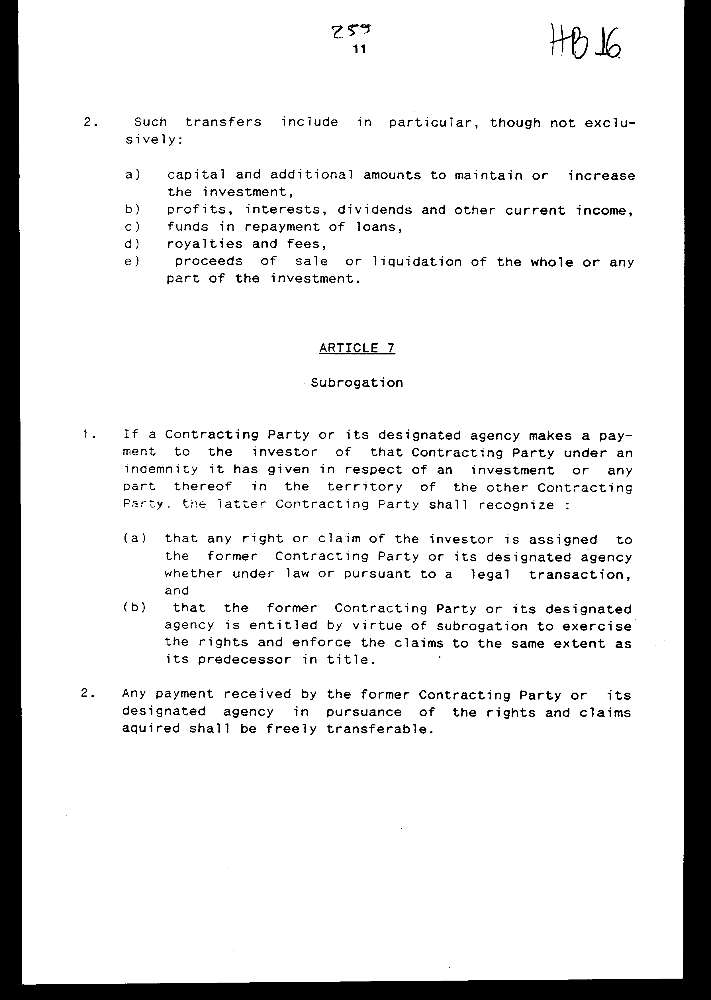 259
11
HB 16
2. Such transfers include in particular, though not exclu-
sively:
a) capital and additional amounts to maintain or increase
the investment,
b) profits, interests, dividends and other current income,
c) funds in repayment of loans,
d) royalties and fees,
e) proceeds of sale or liquidation of the whole or any
part of the investment.
ARTICLE 7
Subrogation
1. If a Contracting Party or its designated agency makes a pay-
ment to the investor of that Contracting Party under an
indemnity it has given in respect of an investment or any
part thereof in the territory of the other Contracting
Party, the latter Contracting Party shall recognize :
(a) that any right or claim of the investor is assigned to
the former Contracting Party or its designated agency
whether under law or pursuant to a legal transaction,
and
(b) that the former Contracting Party or its designated
agency is entitled by virtue of subrogation to exercise
the rights and enforce the claims to the same extent as
its predecessor in title.
2. Any payment received by the former Contracting Party or its
designated agency in pursuance of the rights and claims
aquired shall be freely transferable.